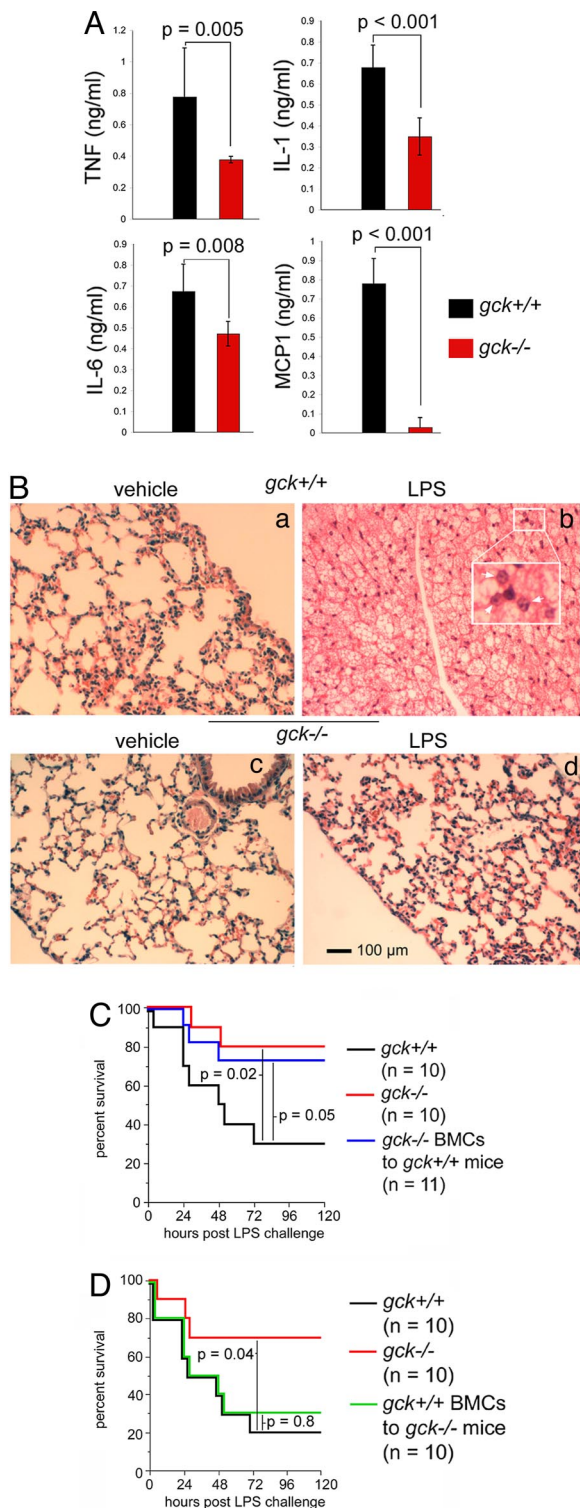 A
p = 0.005
TNF (ng/ml)
1.2
1
0.8
0.6
0.4
0.2
0
p < 0.001
IL-1 (ng/ml)
0.9
0.8
0.7
0.6
0.5
0.4
0.3
0.2
0.1
0
p = 0.008
IL-6 (ng/ml)
0.9
0.8
0.7
0.6
0.5
0.4
0.3
0.2
0.1
0
p < 0.001
MCP1 (ng/ml)
1
0.9
0.8
0.7
0.6
0.5
0.4
0.3
0.2
0.1
0
gck+/+
gck-/-
B
vehicle
gck+/+
LPS
a
b
vehicle
gck-/-
LPS
c
d
100 µm
C
percent survival
100
80
60
40
20
0
0 24 48 72 96 120
hours post LPS challenge
p = 0.02
p = 0.05
gck+/+
(n = 10)
gck-/-
(n = 10)
gck-/- BMCs
to gck+/+ mice
(n = 11)
D
percent survival
100
80
60
40
20
0
0 24 48 72 96 120
hours post LPS challenge
p = 0.04
p = 0.8
gck+/+
(n = 10)
gck-/-
(n = 10)
gck+/+ BMCs
to gck-/- mice
(n = 10)